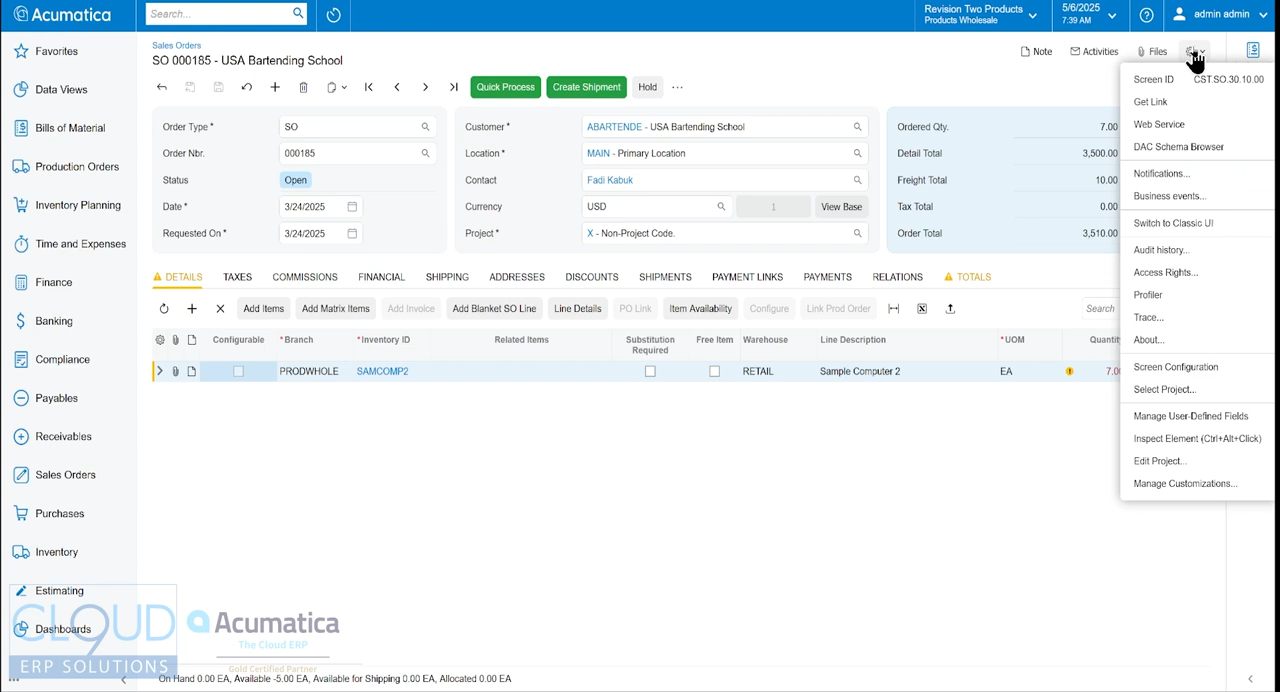 Acumatica
Search...
Revision Two Products
Products Wholesale
5/6/2025
7:39 AM
admin admin
Favorites
Data Views
Bills of Material
Production Orders
Inventory Planning
Time and Expenses
Finance
Banking
Compliance
Payables
Receivables
Sales Orders
Purchases
Inventory
Estimating
Dashboards
Sales Orders
SO 000185 - USA Bartending School
Note Activities Files
Quick Process Create Shipment Hold
Order Type * SO
Order Nbr. 000185
Status Open
Date * 3/24/2025
Requested On * 3/24/2025
Customer * ABARTENDE - USA Bartending School
Location * MAIN - Primary Location
Contact Fadi Kabuk
Currency USD 1 View Base
Project * X - Non-Project Code.
Ordered Qty. 7.00
Detail Total 3,500.00
Freight Total 10.00
Tax Total 0.00
Order Total 3,510.00
DETAILS TAXES COMMISSIONS FINANCIAL SHIPPING ADDRESSES DISCOUNTS SHIPMENTS PAYMENT LINKS PAYMENTS RELATIONS TOTALS
Add Items Add Matrix Items Add Invoice Add Blanket SO Line Line Details PO Link Item Availability Configure Link Prod Order Search
Configurable * Branch * Inventory ID Related Items Substitution Required Free Item Warehouse Line Description * UOM Quantity
PRODWHOLE SAMCOMP2 RETAIL Sample Computer 2 EA 7.00
Screen ID CST.SO.30.10.00
Get Link
Web Service
DAC Schema Browser
Notifications...
Business events...
Switch to Classic UI
Audit history...
Access Rights...
Profiler
Trace...
About...
Screen Configuration
Select Project...
Manage User-Defined Fields
Inspect Element (Ctrl+Alt+Click)
Edit Project...
Manage Customizations...
CLOUD 9
ERP SOLUTIONS
Acumatica
The Cloud ERP
Gold Certified Partner
On Hand 0.00 EA, Available -5.00 EA, Available for Shipping 0.00 EA, Allocated 0.00 EA